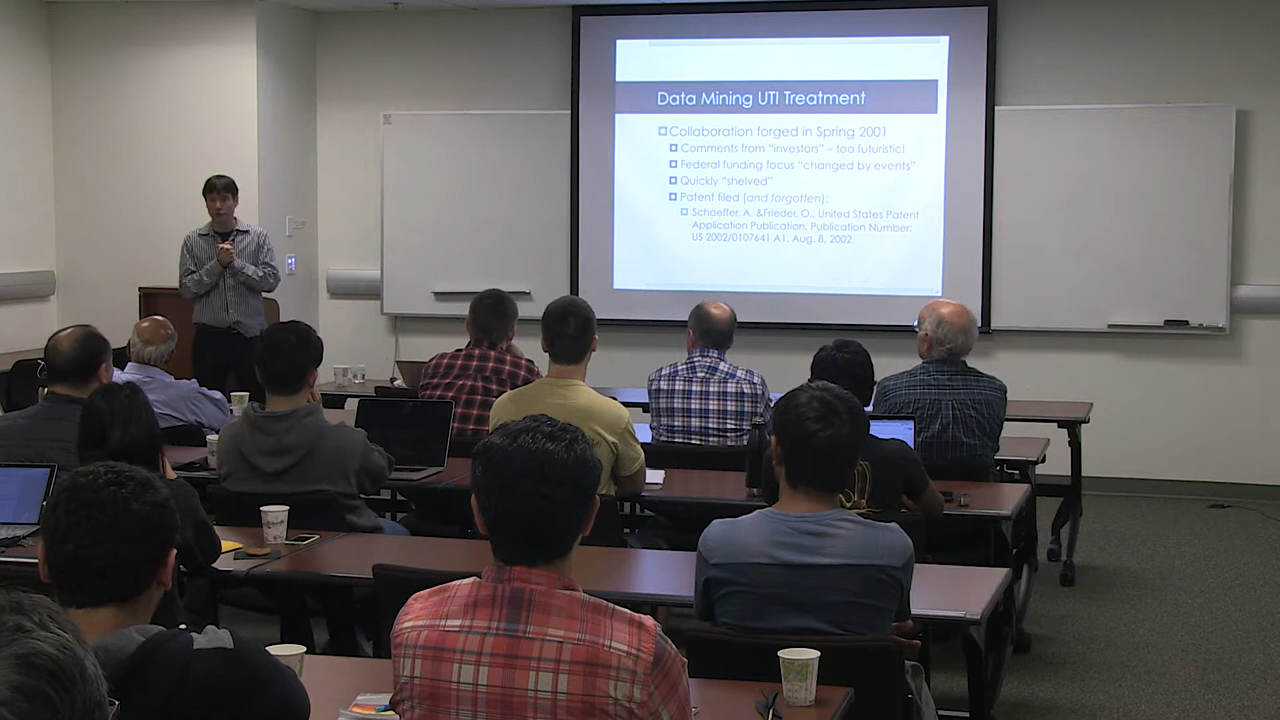 Data Mining UTI Treatment
Collaboration forged in Spring 2001
Comments from "investors" – too futuristic!
Federal funding focus "changed by events"
Quickly "shelved"
Patent filed (and forgotten):
Schaeffer, A. &Frieder, O., United States Patent
Application Publication, Publication Number:
US 2002/0107641 A1, Aug. 8, 2002